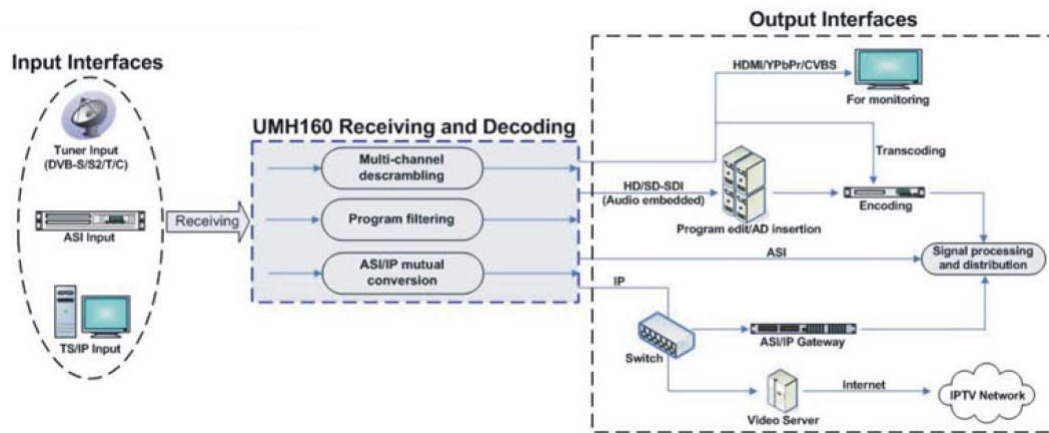 Input Interfaces
Tuner Input
(DVB-S/S2/T/C)
ASI Input
TS/IP Input
Receiving
UMH160 Receiving and Decoding
Multi-channel
descrambling
Program filtering
ASI/IP mutual
conversion
Output Interfaces
HDMI/YPbPr/CVBS
For monitoring
Transcoding
HD/SD-SDI
(Audio embedded)
Program edit/AD insertion
Encoding
ASI
Signal processing
and distribution
IP
Switch
ASI/IP Gateway
Video Server
Internet
IPTV Network